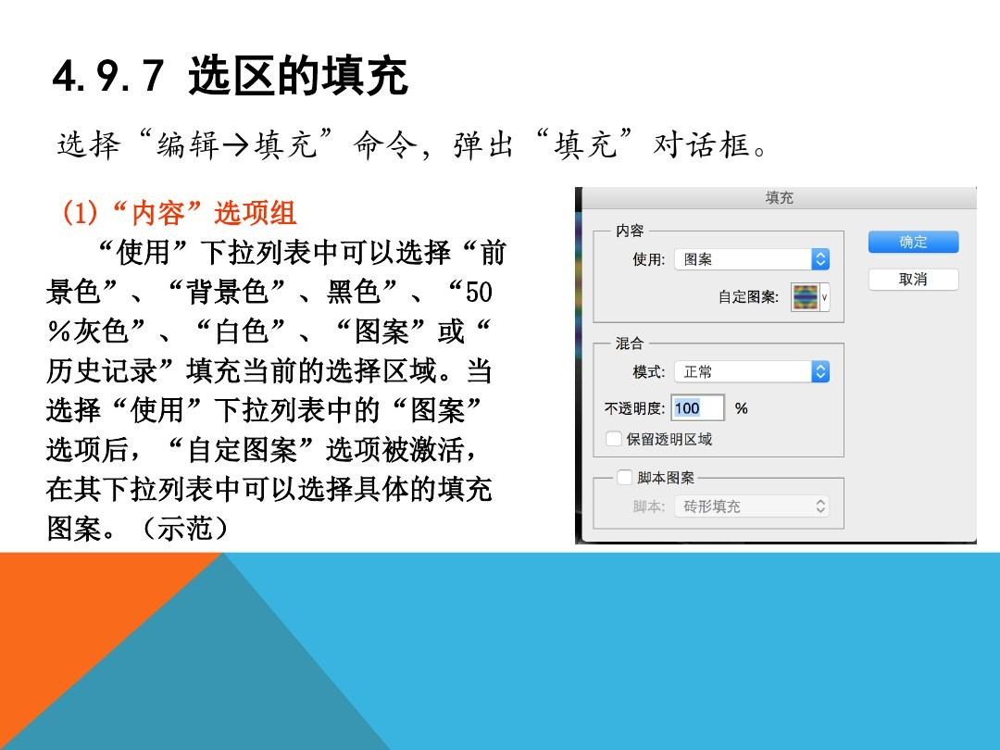 4.9.7 选区的填充
选择“编辑→填充”命令，弹出“填充”对话框。
(1)“内容”选项组
“使用”下拉列表中可以选择“前
景色”、“背景色”、黑色”、“50
%灰色”、“白色”、“图案”或“
历史记录”填充当前的选择区域。当
选择“使用”下拉列表中的“图案”
选项后，“自定图案”选项被激活，
在其下拉列表中可以选择具体的填充
图案。（示范）
填充
内容
使用: 图案
自定图案:
确定
取消
混合
模式: 正常
不透明度: 100 %
保留透明区域
脚本图案
脚本: 砖形填充